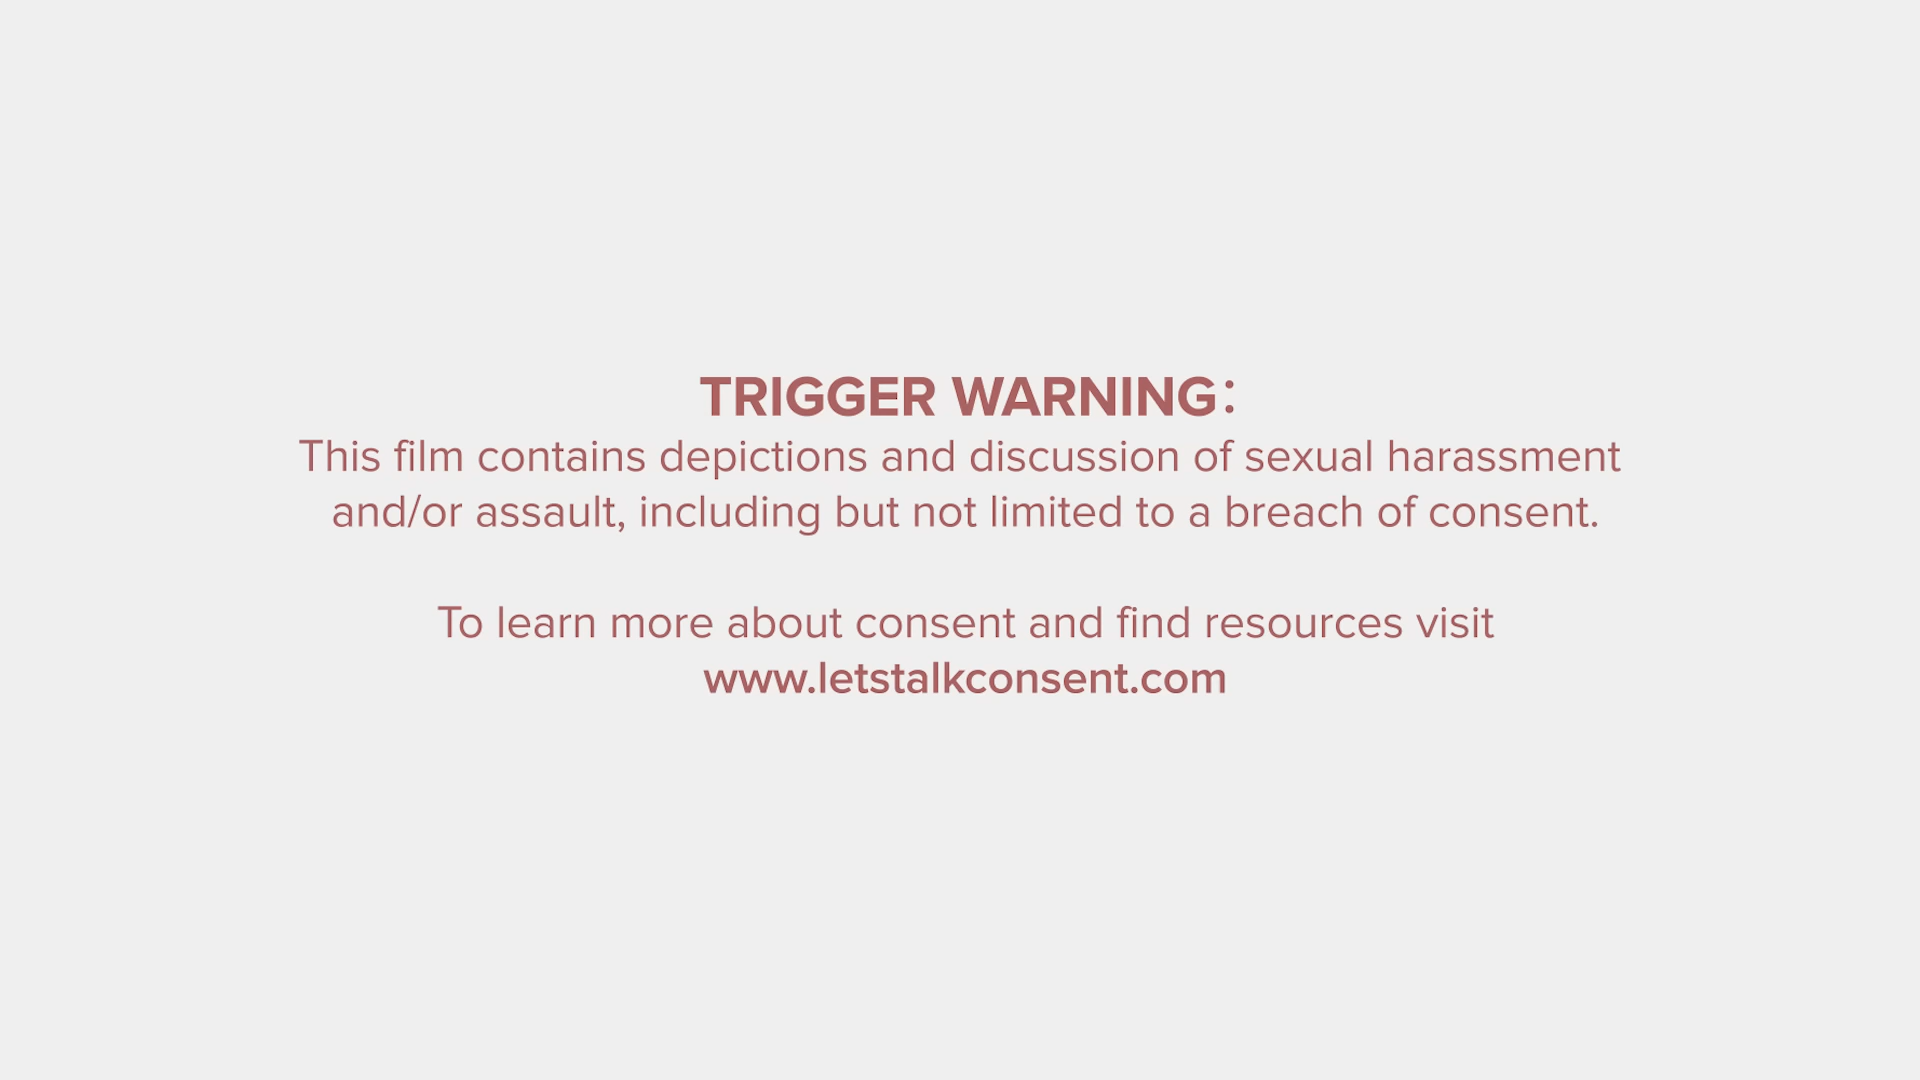 TRIGGER WARNING:
This film contains depictions and discussion of sexual harassment
and/or assault, including but not limited to a breach of consent.
To learn more about consent and find resources visit
www.letstalkconsent.com